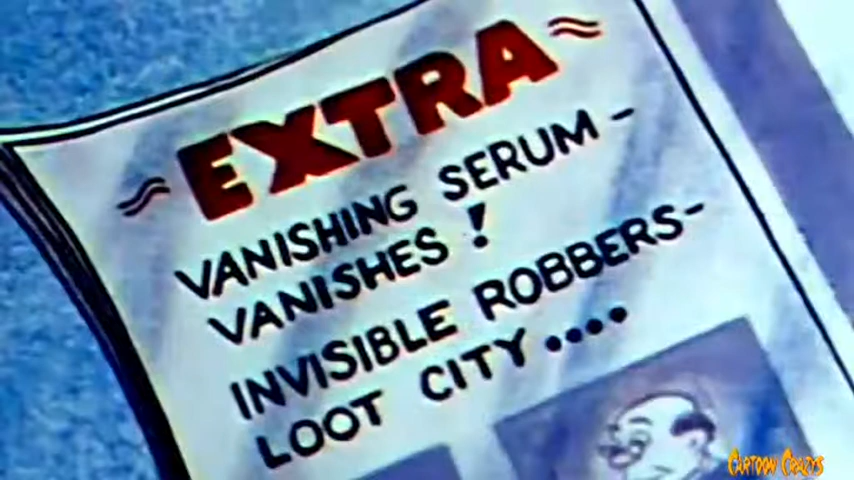 ~EXTRA~
VANISHING SERUM-
VANISHES!
INVISIBLE ROBBERS-
LOOT CITY....
CARTOON CRAZYS